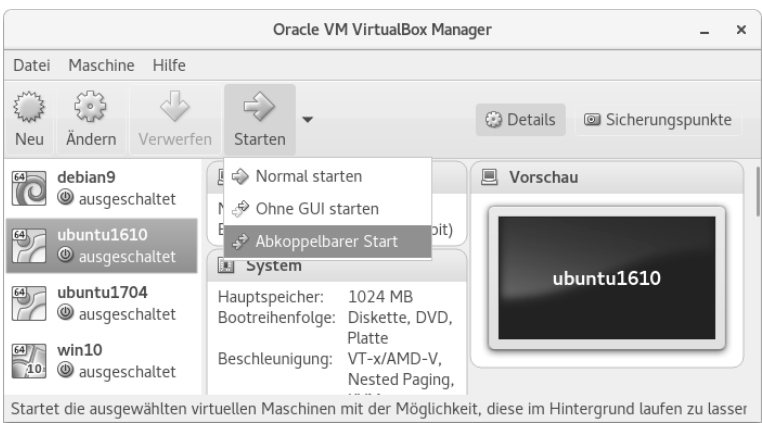 Oracle VM VirtualBox Manager
Datei Maschine Hilfe
Neu Ändern Verwerfen Starten Details Sicherungspunkte
debian9
ausgeschaltet
ubuntu1610
ausgeschaltet
ubuntu1704
ausgeschaltet
win10
ausgeschaltet
Normal starten
Ohne GUI starten
Abkoppelbarer Start
bit)
System
Hauptspeicher: 1024 MB
Bootreihenfolge: Diskette, DVD,
Platte
Beschleunigung: VT-x/AMD-V,
Nested Paging,
Vorschau
ubuntu1610
Startet die ausgewählten virtuellen Maschinen mit der Möglichkeit, diese im Hintergrund laufen zu lasser